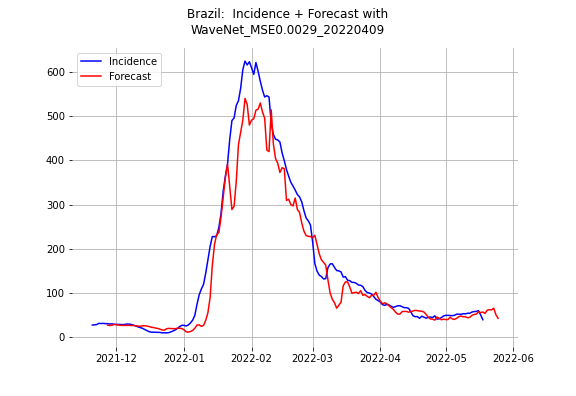 Brazil:  Incidence + Forecast with
WaveNet_MSE0.0029_20220409
Incidence
Forecast
600
500
400
300
200
100
0
2021-12 2022-01 2022-02 2022-03 2022-04 2022-05 2022-06